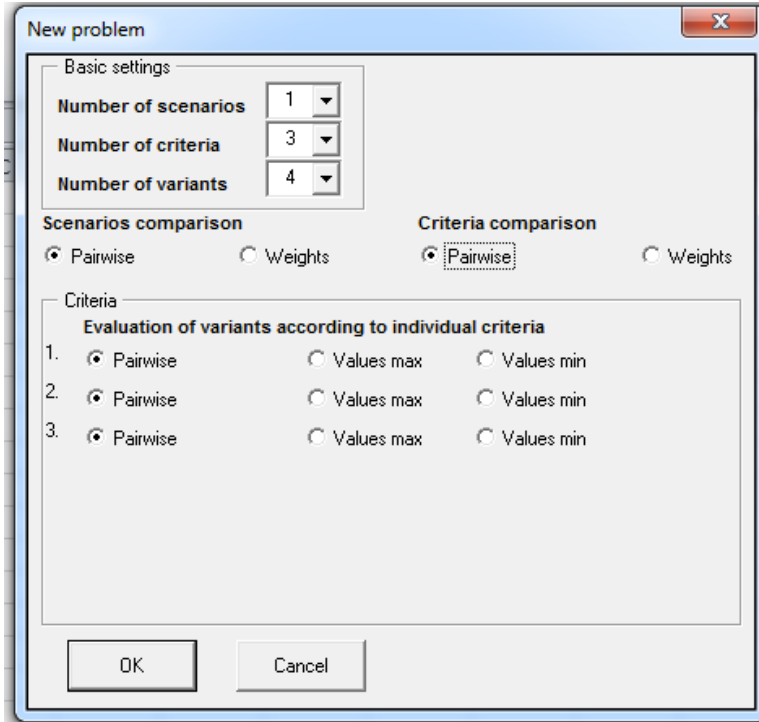 New problem
Basic settings
Number of scenarios 1
Number of criteria 3
Number of variants 4
Scenarios comparison Criteria comparison
Pairwise Weights Pairwise Weights
Criteria
Evaluation of variants according to individual criteria
1. Pairwise Values max Values min
2. Pairwise Values max Values min
3. Pairwise Values max Values min
OK Cancel